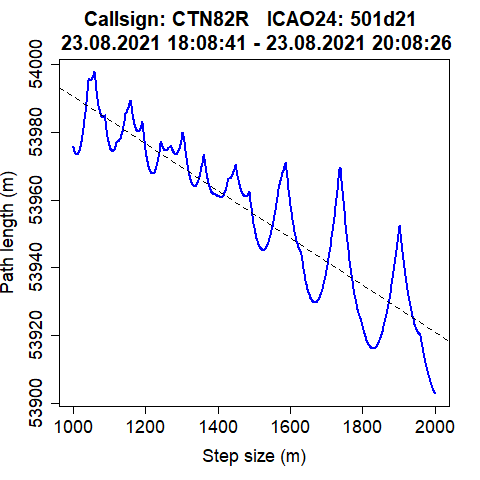 Callsign: CTN82R   ICAO24: 501d21
23.08.2021 18:08:41 - 23.08.2021 20:08:26
Path length (m)
54000
53980
53960
53940
53920
53900
1000 1200 1400 1600 1800 2000
Step size (m)